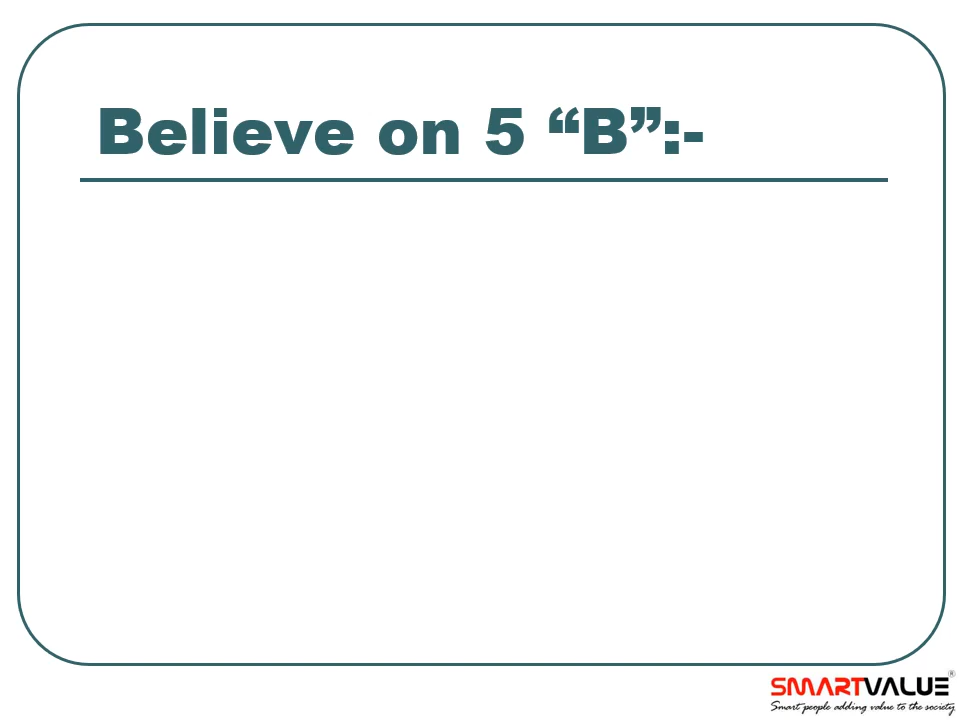 Believe on 5 “B”:-
SMARTVALUE®
Smart people adding value to the society